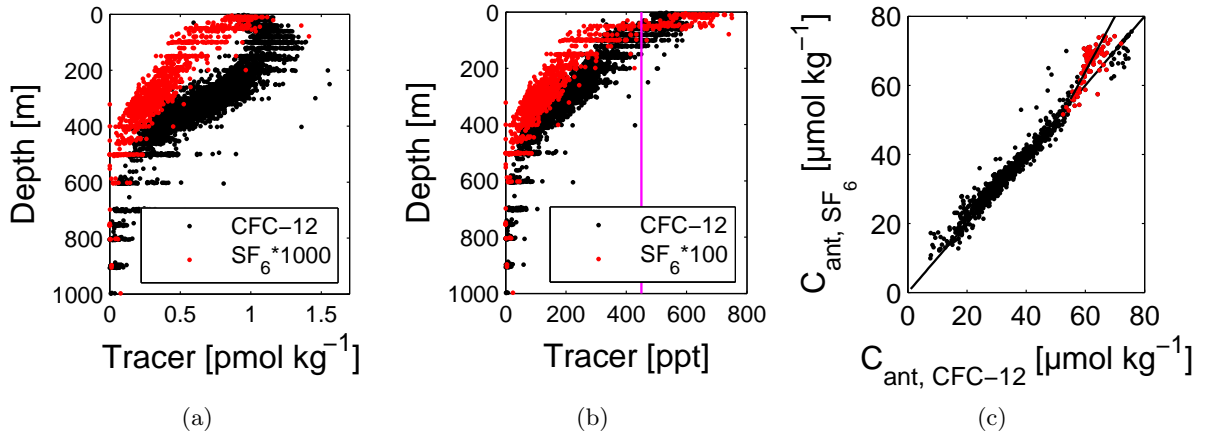 0
200
400
600
800
1000
Depth [m]
0 0.5 1 1.5
Tracer [pmol kg⁻¹]
CFC−12
SF₆*1000
(a)
0
200
400
600
800
1000
Depth [m]
0 200 400 600 800
Tracer [ppt]
CFC−12
SF₆*100
(b)
80
60
40
20
0
C_ant, SF₆ [μmol kg⁻¹]
0 20 40 60 80
C_ant, CFC−12 [μmol kg⁻¹]
(c)